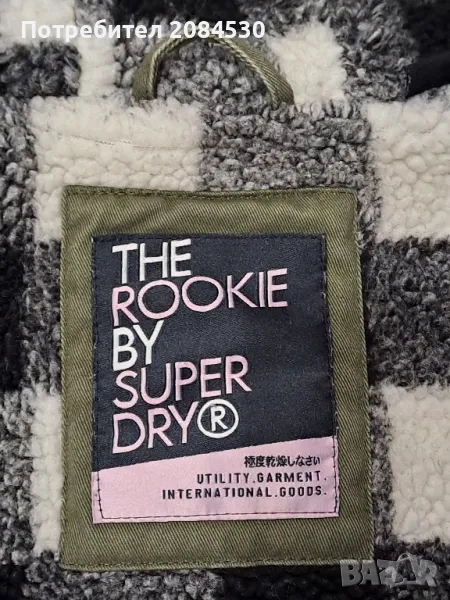 Потребител 2084530
THE
ROOKIE
BY
SUPER
DRY®
極度乾燥しなさい
UTILITY.GARMENT.
INTERNATIONAL.GOODS.
BAZAR